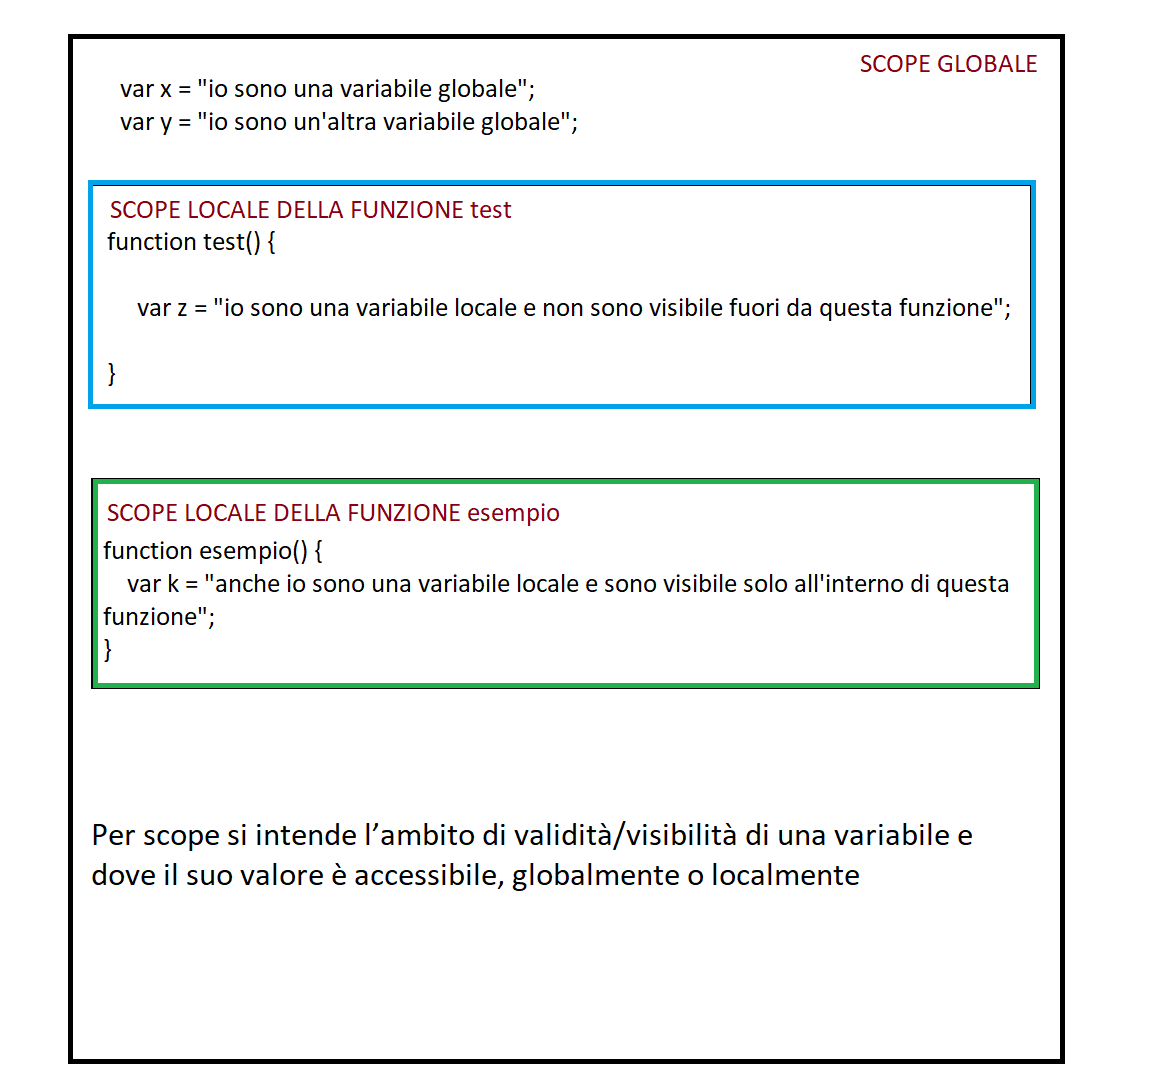 SCOPE GLOBALE
var x = "io sono una variabile globale";
var y = "io sono un'altra variabile globale";
SCOPE LOCALE DELLA FUNZIONE test
function test() {
var z = "io sono una variabile locale e non sono visibile fuori da questa funzione";
}
SCOPE LOCALE DELLA FUNZIONE esempio
function esempio() {
var k = "anche io sono una variabile locale e sono visibile solo all'interno di questa
funzione";
}
Per scope si intende l’ambito di validità/visibilità di una variabile e
dove il suo valore è accessibile, globalmente o localmente